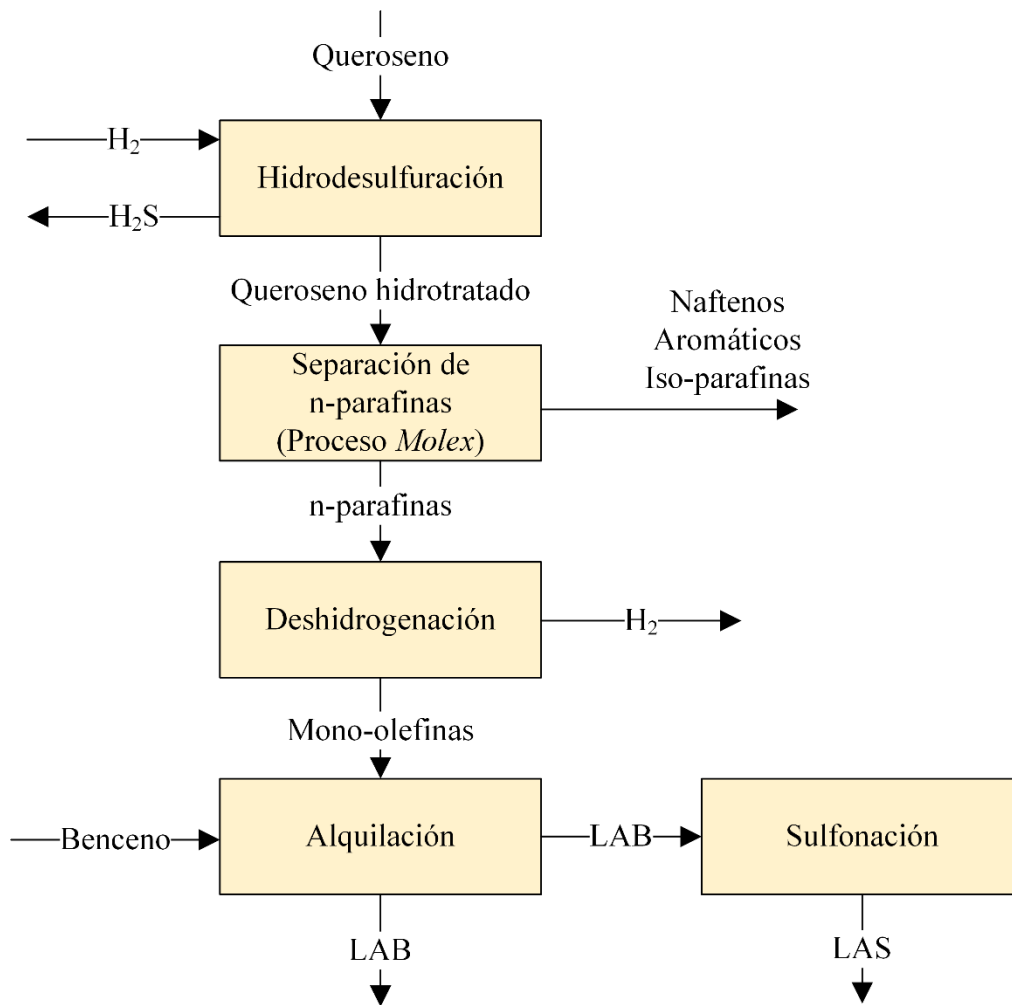 Queroseno
H₂
Hidrodesulfuración
H₂S
Queroseno hidrotratado
Naftenos
Aromáticos
Iso-parafinas
Separación de
n-parafinas
(Proceso Molex)
n-parafinas
Deshidrogenación
H₂
Mono-olefinas
Benceno
Alquilación
LAB
Sulfonación
LAB
LAS